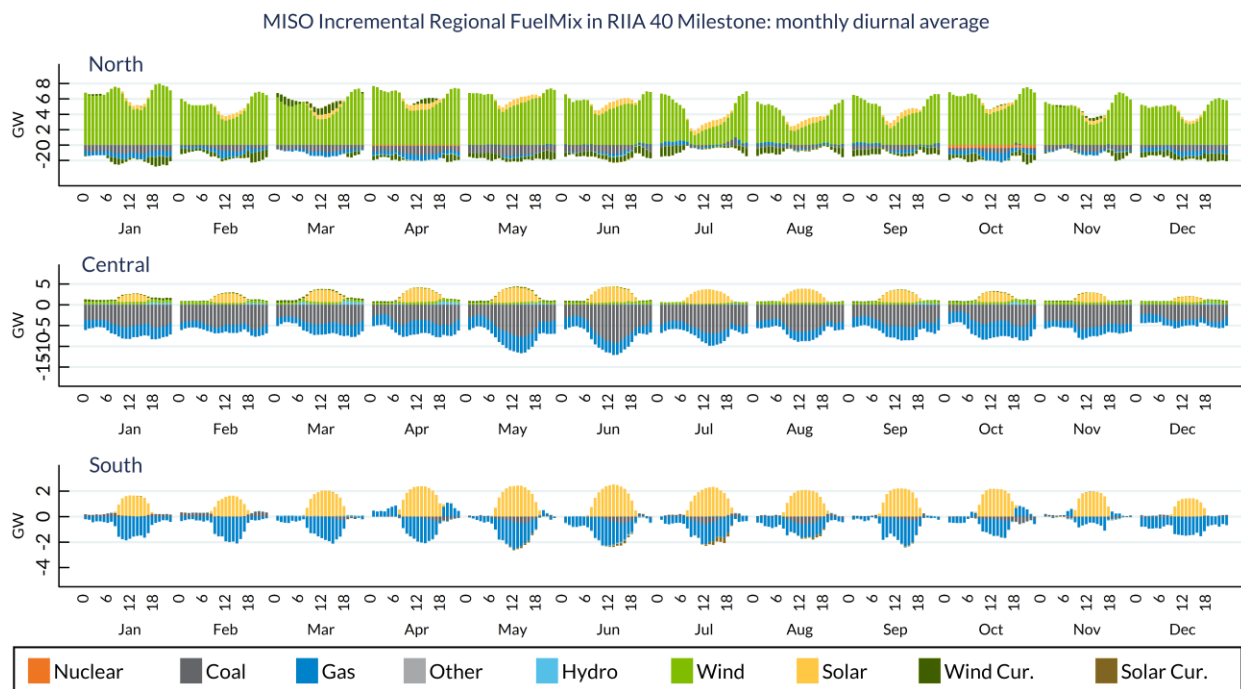 MISO Incremental Regional FuelMix in RIIA 40 Milestone: monthly diurnal average
North
GW
-20 2 4 6 8
0 6 12 18 0 6 12 18 0 6 12 18 0 6 12 18 0 6 12 18 0 6 12 18 0 6 12 18 0 6 12 18 0 6 12 18 0 6 12 18 0 6 12 18 0 6 12 18
Jan Feb Mar Apr May Jun Jul Aug Sep Oct Nov Dec
Central
GW
-1510-5 0 5
0 6 12 18 0 6 12 18 0 6 12 18 0 6 12 18 0 6 12 18 0 6 12 18 0 6 12 18 0 6 12 18 0 6 12 18 0 6 12 18 0 6 12 18 0 6 12 18
Jan Feb Mar Apr May Jun Jul Aug Sep Oct Nov Dec
South
GW
-4 -2 0 2
0 6 12 18 0 6 12 18 0 6 12 18 0 6 12 18 0 6 12 18 0 6 12 18 0 6 12 18 0 6 12 18 0 6 12 18 0 6 12 18 0 6 12 18 0 6 12 18
Jan Feb Mar Apr May Jun Jul Aug Sep Oct Nov Dec
Nuclear Coal Gas Other Hydro Wind Solar Wind Cur. Solar Cur.